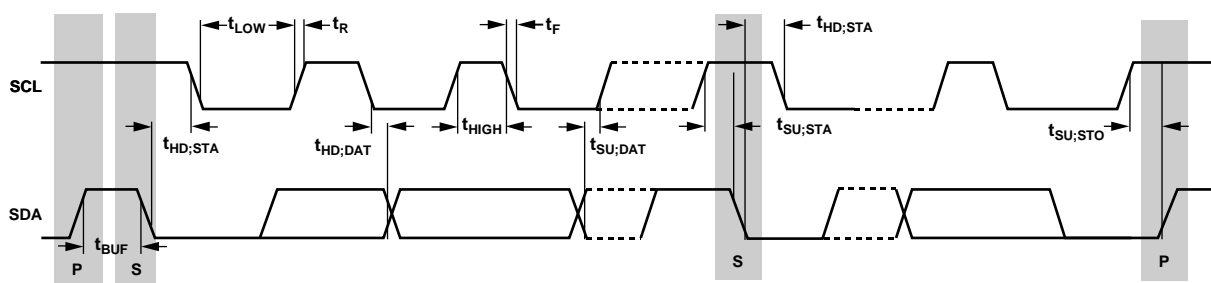 tLOW
tR
tF
tHD;STA
SCL
tHD;STA
tHD;DAT
tHIGH
tSU;DAT
tSU;STA
tSU;STO
SDA
tBUF
P
S
S
P